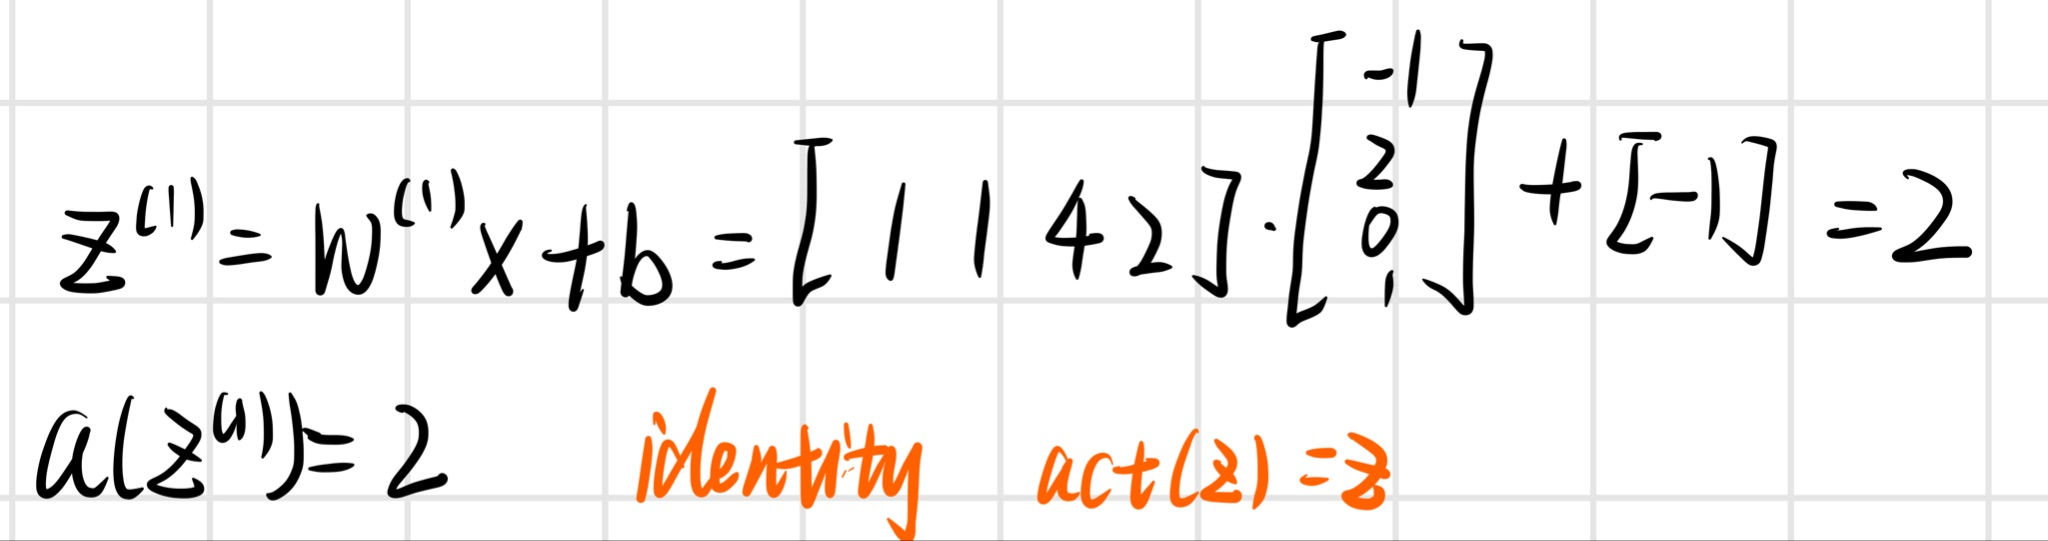 z⁽¹⁾ = W⁽¹⁾x + b = [1 1 4 2] · [-1 2 0 1] + [-1] = 2
a(z⁽¹⁾) = 2 identity act(z) = z